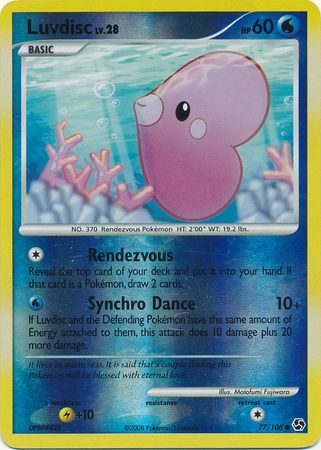 Luvdisc LV.28 HP 60
BASIC
NO. 370 Rendezvous Pokémon HT: 2'00" WT: 19.2 lbs.
Rendezvous
Reveal the top card of your deck and put it into your hand. If
that card is a Pokémon, draw 2 cards.
Synchro Dance 10+
If Luvdisc and the Defending Pokémon have the same amount of
Energy attached to them, this attack does 10 damage plus 20
more damage.
It lives in warm seas. It is said that a couple finding this
Pokémon will be blessed with eternal love.
Illus. Motofumi Fujiwara
weakness resistance retreat cost
+10
DPBP#422 ©2008 Pokémon/Nintendo 77/106